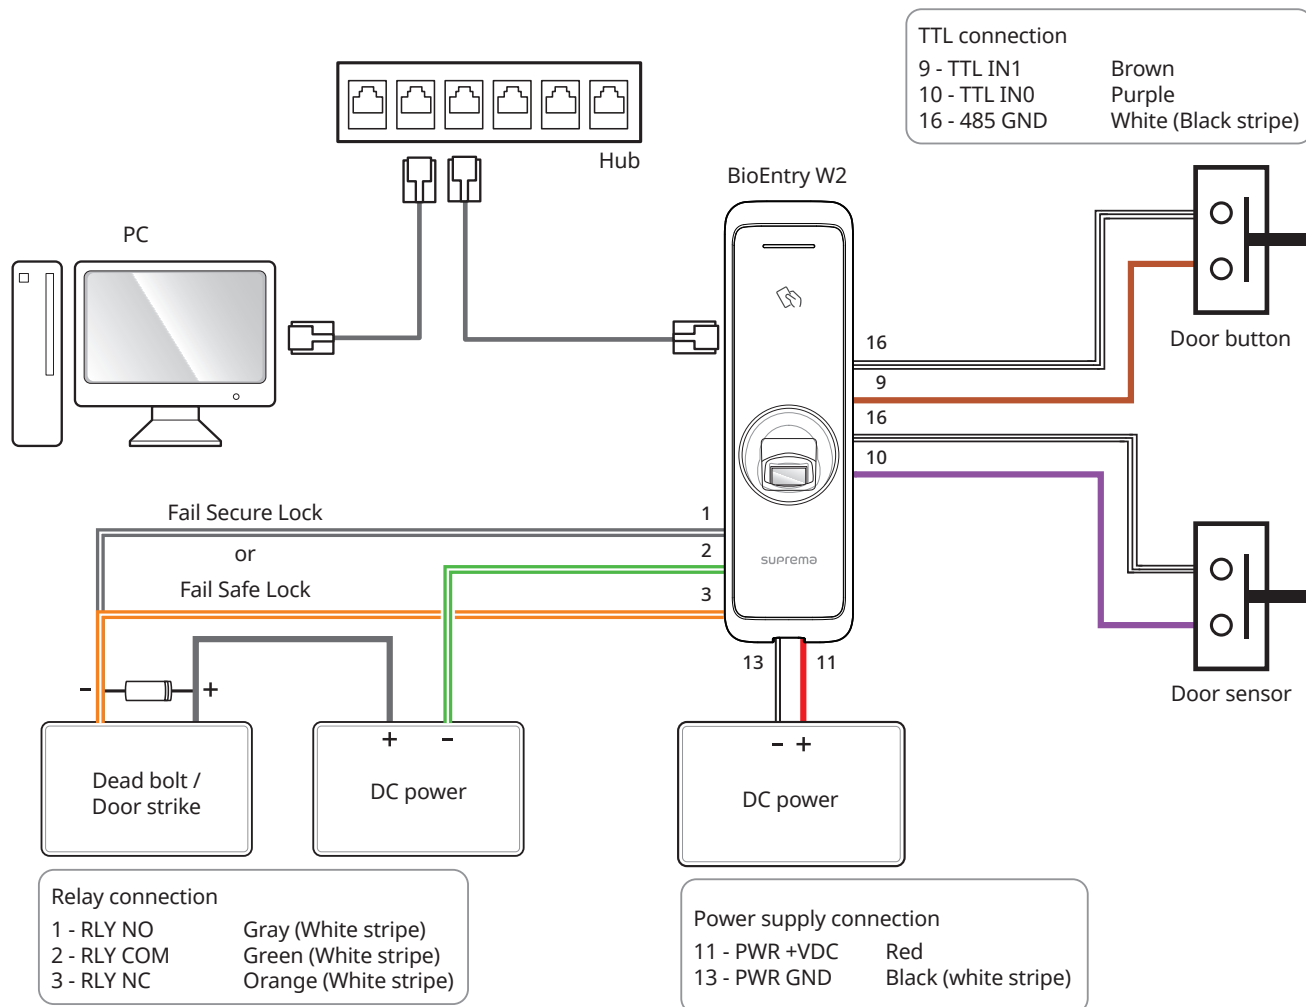 TTL connection
9 - TTL IN1 Brown
10 - TTL IN0 Purple
16 - 485 GND White (Black stripe)
Hub
BioEntry W2
PC
Door button
16
9
16
10
Fail Secure Lock
1
or
2
Fail Safe Lock
3
suprema
13
11
Door sensor
- +
+ -
- +
Dead bolt /
Door strike
DC power
DC power
Relay connection
1 - RLY NO Gray (White stripe)
2 - RLY COM Green (White stripe)
3 - RLY NC Orange (White stripe)
Power supply connection
11 - PWR +VDC Red
13 - PWR GND Black (white stripe)